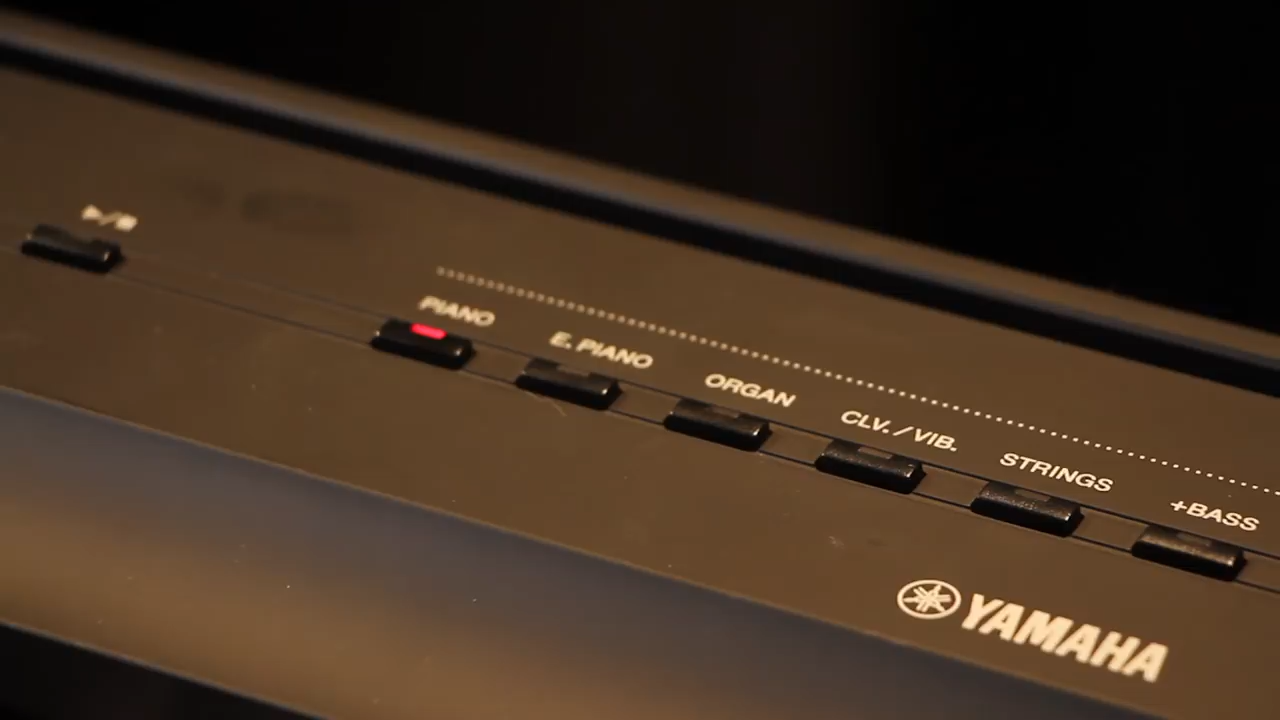 PIANO
E. PIANO
ORGAN
CLV. / VIB.
STRINGS
+BASS
YAMAHA